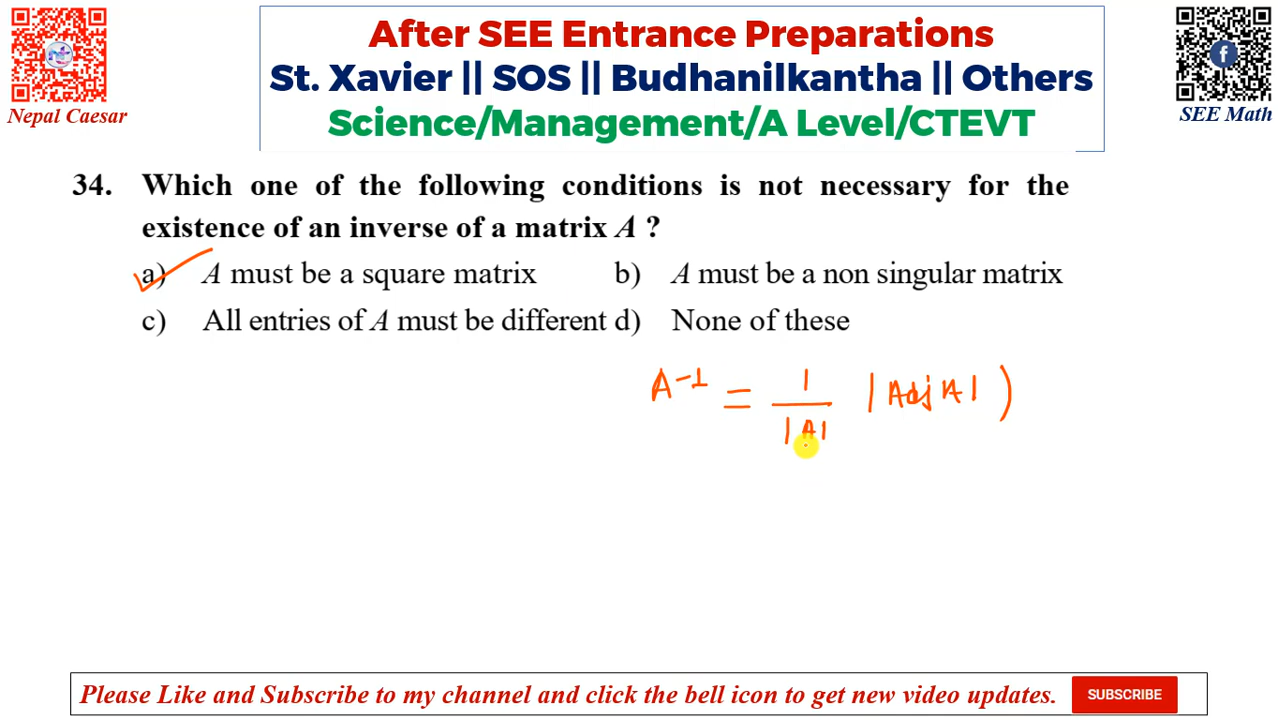 After SEE Entrance Preparations
St. Xavier || SOS || Budhanilkantha || Others
Science/Management/A Level/CTEVT
Nepal Caesar
SEE Math
34. Which one of the following conditions is not necessary for the
existence of an inverse of a matrix A ?
a) A must be a square matrix b) A must be a non singular matrix
c) All entries of A must be different d) None of these
A⁻¹ = 1/|A| |Adj A| )
Please Like and Subscribe to my channel and click the bell icon to get new video updates. SUBSCRIBE